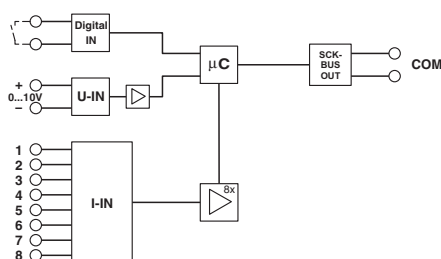 Digital
IN
+
0...10V
−
U-IN
µC
SCK-
BUS
OUT
COM
1
2
3
4
5
6
7
8
I-IN
8x